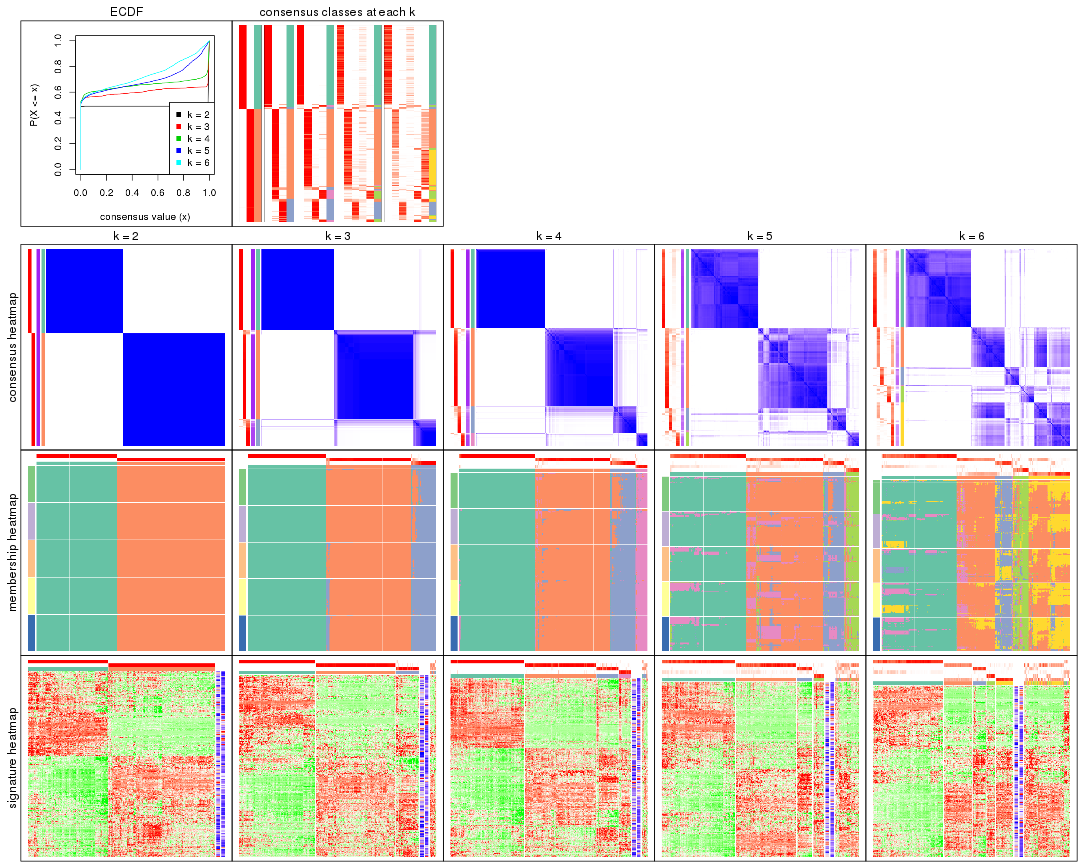 ECDF
consensus classes at each k
P(X <= x)
0.0 0.2 0.4 0.6 0.8 1.0
k = 2
k = 3
k = 4
k = 5
k = 6
0.0 0.2 0.4 0.6 0.8 1.0
consensus value (x)
k = 2 k = 3 k = 4 k = 5 k = 6
consensus heatmap
membership heatmap
signature heatmap